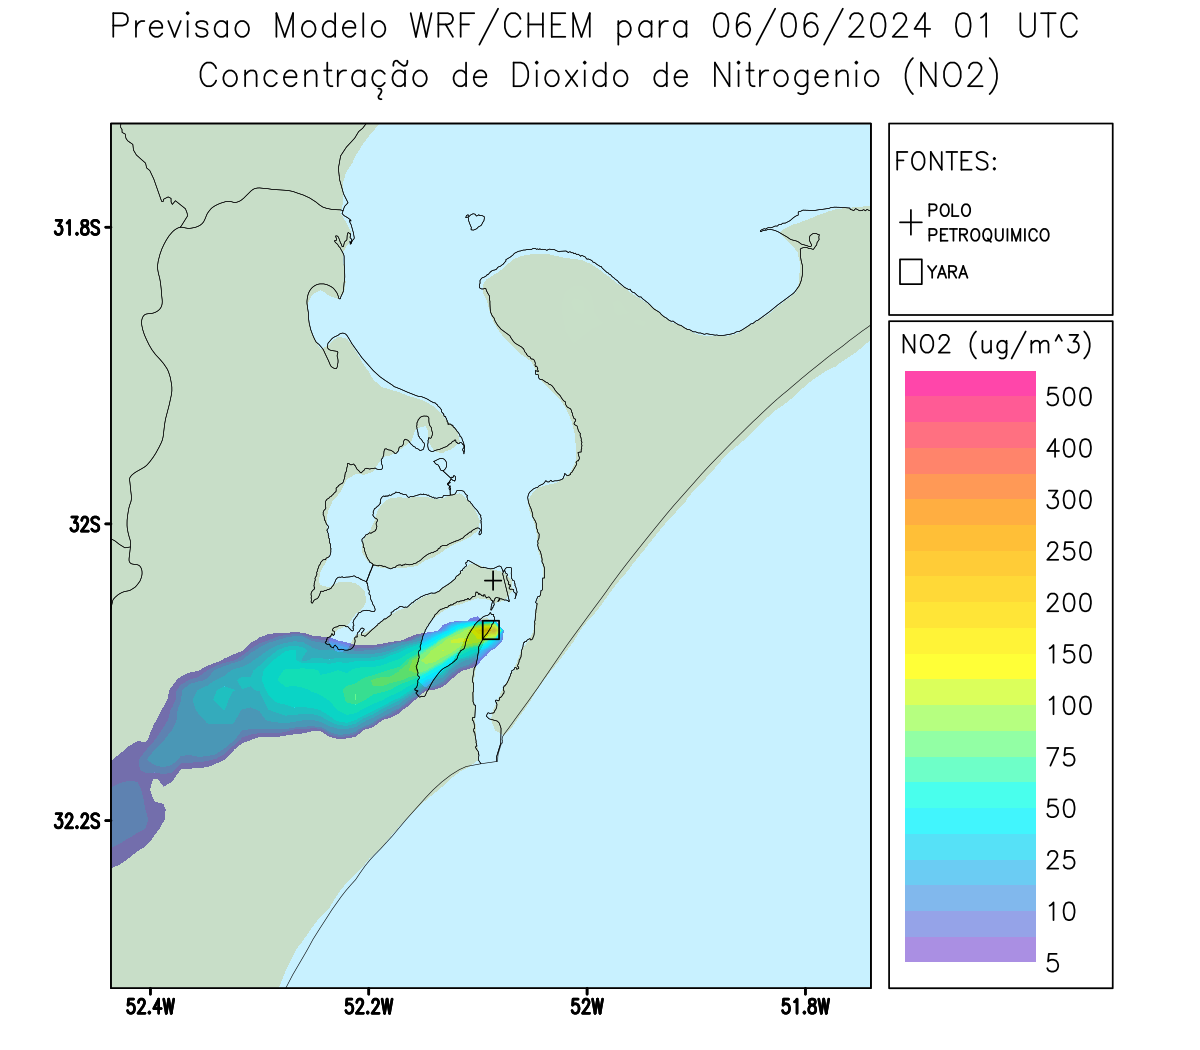 Previsao Modelo WRF/CHEM para 06/06/2024 01 UTC
Concentração de Dioxido de Nitrogenio (NO2)
FONTES:
POLO
PETROQUIMICO
YARA
NO2 (ug/m^3)
500
400
300
250
200
150
100
75
50
25
10
5
31.8S
32S
32.2S
52.4W
52.2W
52W
51.8W